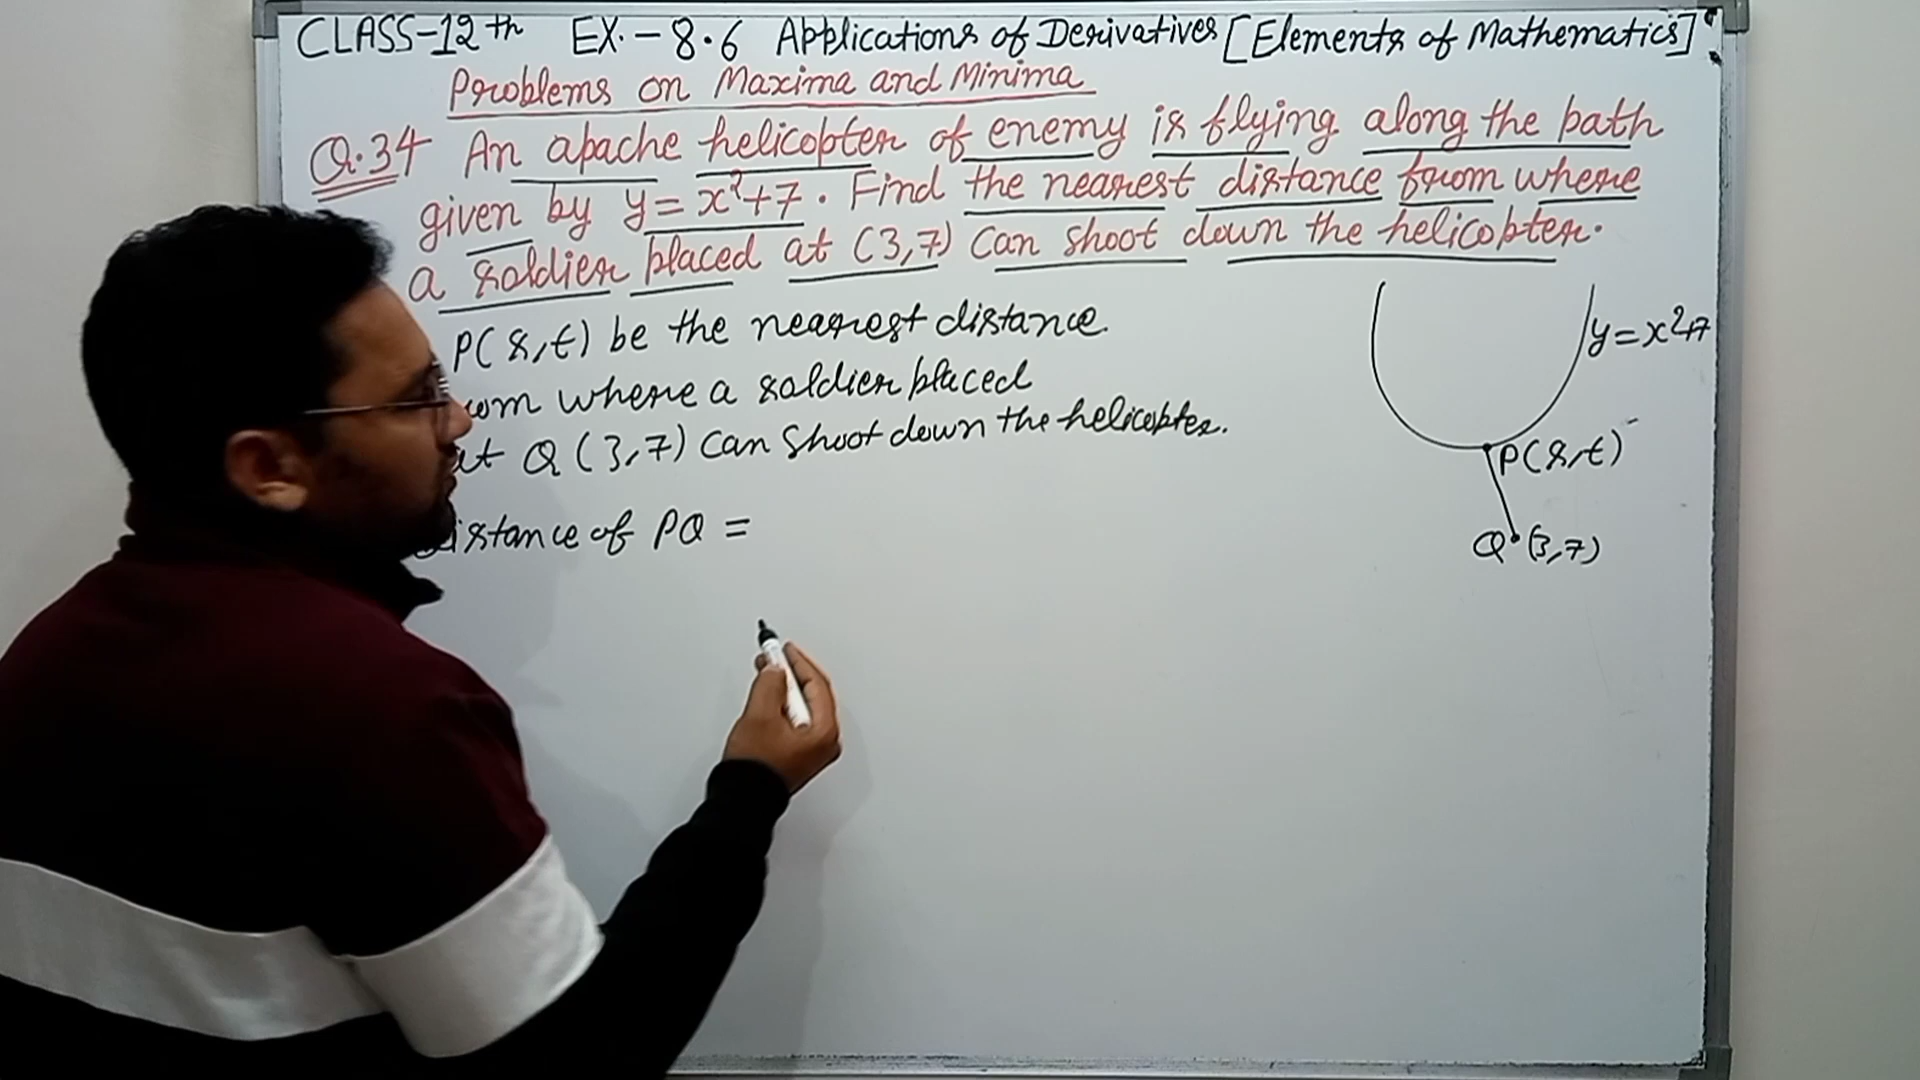 CLASS-12th EX.-8.6 Applications of Derivatives [Elements of Mathematics]
Problems on Maxima and Minima
Q.34 An apache helicopter of enemy is flying along the path
given by y=x²+7. Find the nearest distance from where
a soldier placed at (3,7) can shoot down the helicopter.
P(s,t) be the nearest distance.
where a soldier placed
at Q(3,7) can shoot down the helicopter.
Distance of PQ =
y=x²+7
P(s,t)
Q (3,7)